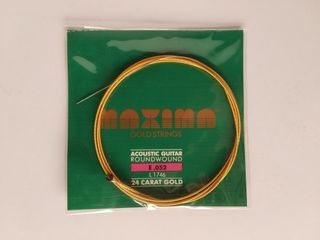 MAXIMA
GOLD STRINGS
ACOUSTIC GUITAR
ROUNDWOUND
E .052
L 1746
24 CARAT GOLD